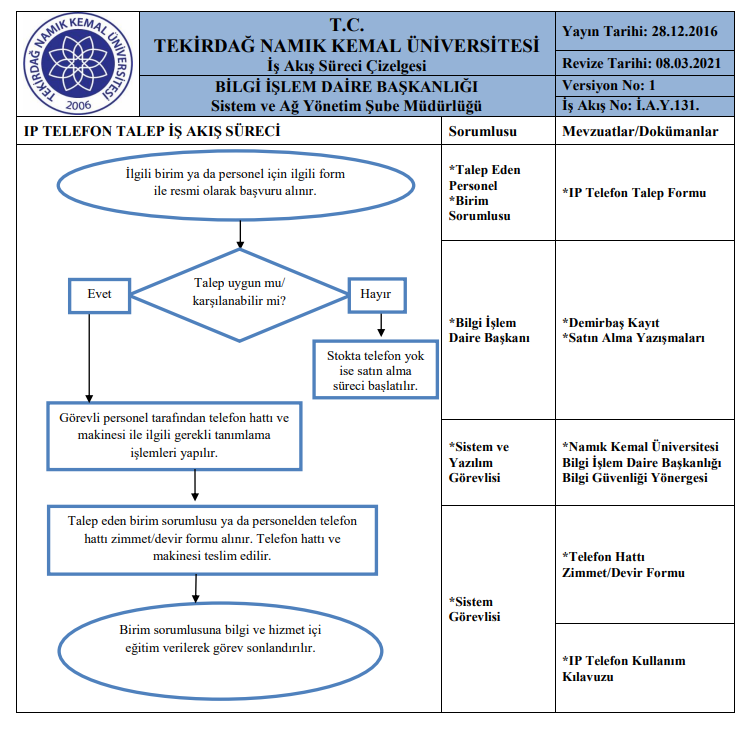 TEKİRDAĞ NAMIK KEMAL ÜNİVERSİTESİ
2006
T.C.
TEKİRDAĞ NAMIK KEMAL ÜNİVERSİTESİ
İş Akış Süreci Çizelgesi
BİLGİ İŞLEM DAİRE BAŞKANLIĞI
Sistem ve Ağ Yönetim Şube Müdürlüğü
Yayın Tarihi: 28.12.2016
Revize Tarihi: 08.03.2021
Versiyon No: 1
İş Akış No: İ.A.Y.131.
IP TELEFON TALEP İŞ AKIŞ SÜRECİ
Sorumlusu
Mevzuatlar/Dokümanlar
İlgili birim ya da personel için ilgili form
ile resmi olarak başvuru alınır.
*Talep Eden
Personel
*Birim
Sorumlusu
*IP Telefon Talep Formu
Talep uygun mu/
karşılanabilir mi?
Evet
Hayır
Stokta telefon yok
ise satın alma
süreci başlatılır.
*Bilgi İşlem
Daire Başkanı
*Demirbaş Kayıt
*Satın Alma Yazışmaları
Görevli personel tarafından telefon hattı ve
makinesi ile ilgili gerekli tanımlama
işlemleri yapılır.
*Sistem ve
Yazılım
Görevlisi
*Namık Kemal Üniversitesi
Bilgi İşlem Daire Başkanlığı
Bilgi Güvenliği Yönergesi
Talep eden birim sorumlusu ya da personelden telefon
hattı zimmet/devir formu alınır. Telefon hattı ve
makinesi teslim edilir.
*Telefon Hattı
Zimmet/Devir Formu
*Sistem
Görevlisi
Birim sorumlusuna bilgi ve hizmet içi
eğitim verilerek görev sonlandırılır.
*IP Telefon Kullanım
Kılavuzu